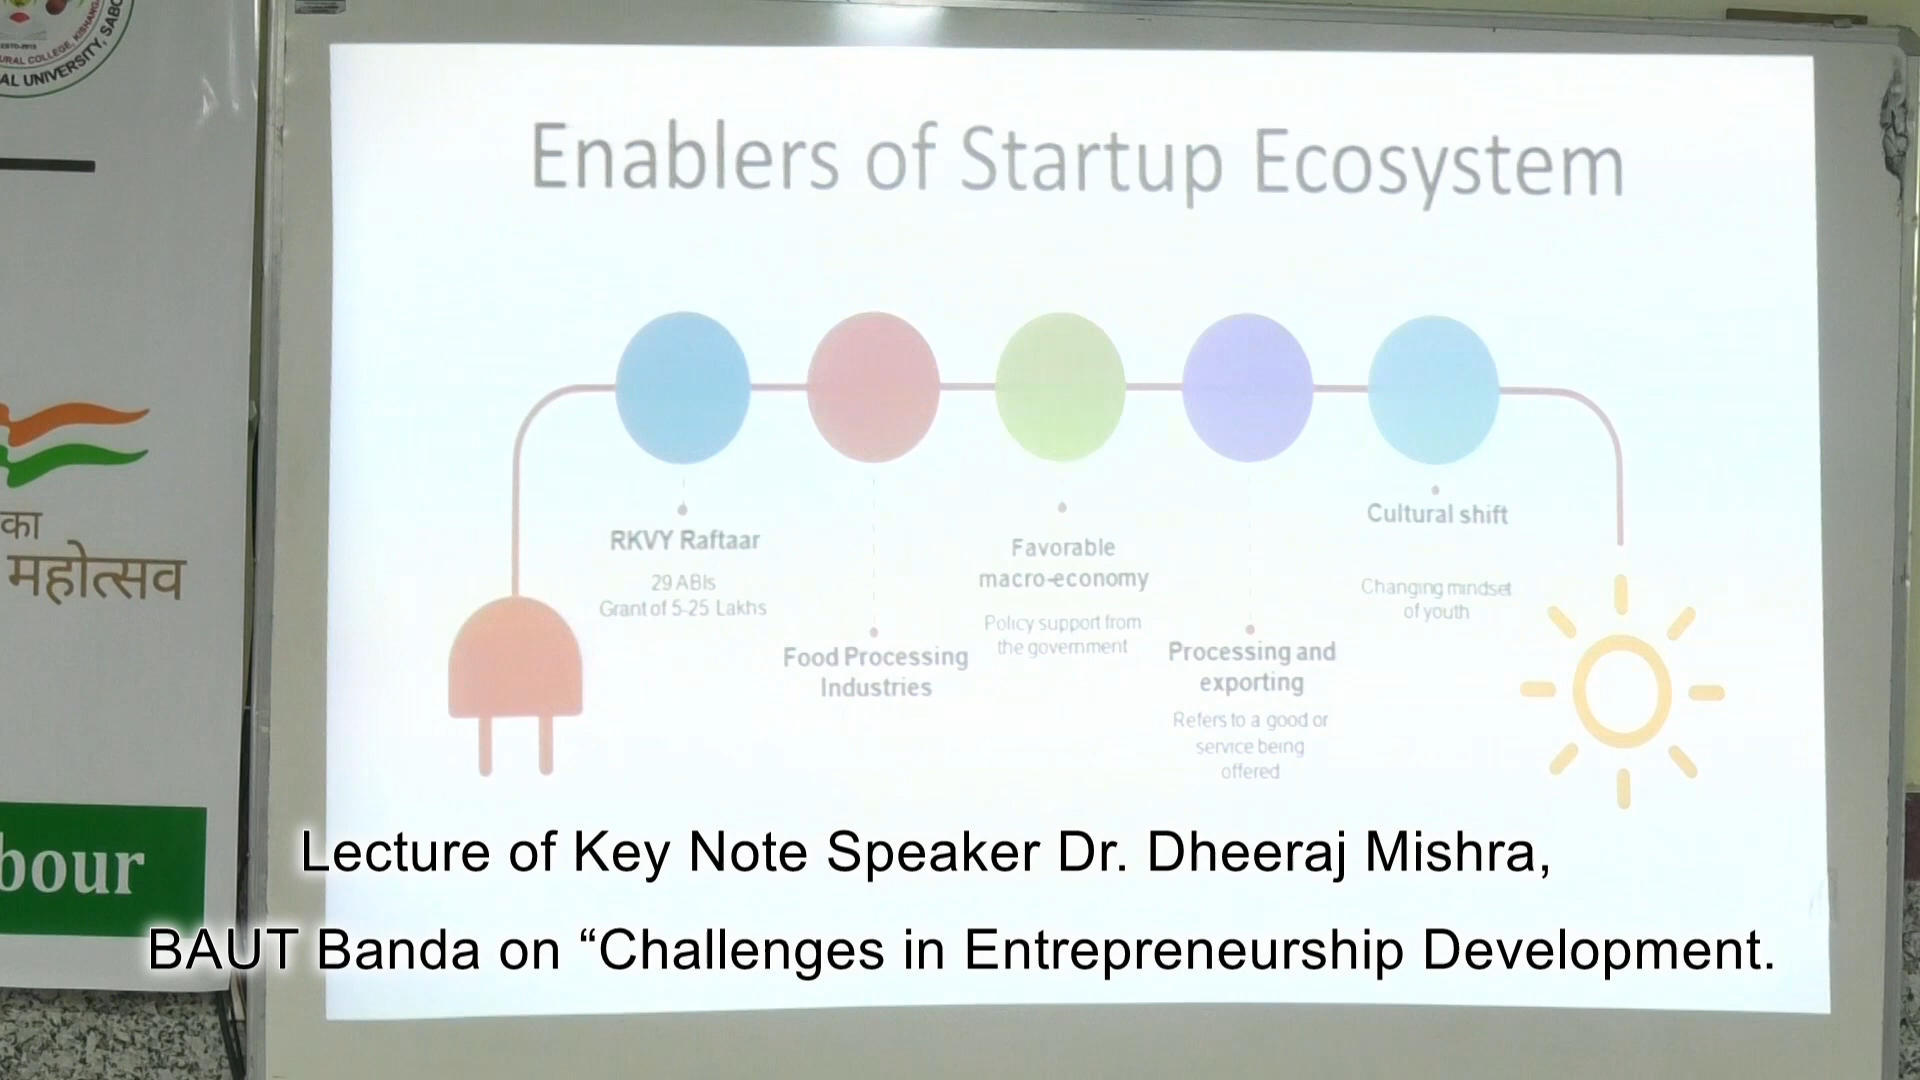 ESTD-2015
URAL COLLEGE, KISHANG
AL UNIVERSITY, SABO
का
महोत्सव
bour
Enablers of Startup Ecosystem
RKVY Raftaar
29 ABIs
Grant of 5-25 Lakhs
Food Processing
Industries
Favorable
macro-economy
Policy support from
the government
Processing and
exporting
Refers to a good or
service being
offered
Cultural shift
Changing mindset
of youth
Lecture of Key Note Speaker Dr. Dheeraj Mishra,
BAUT Banda on “Challenges in Entrepreneurship Development.